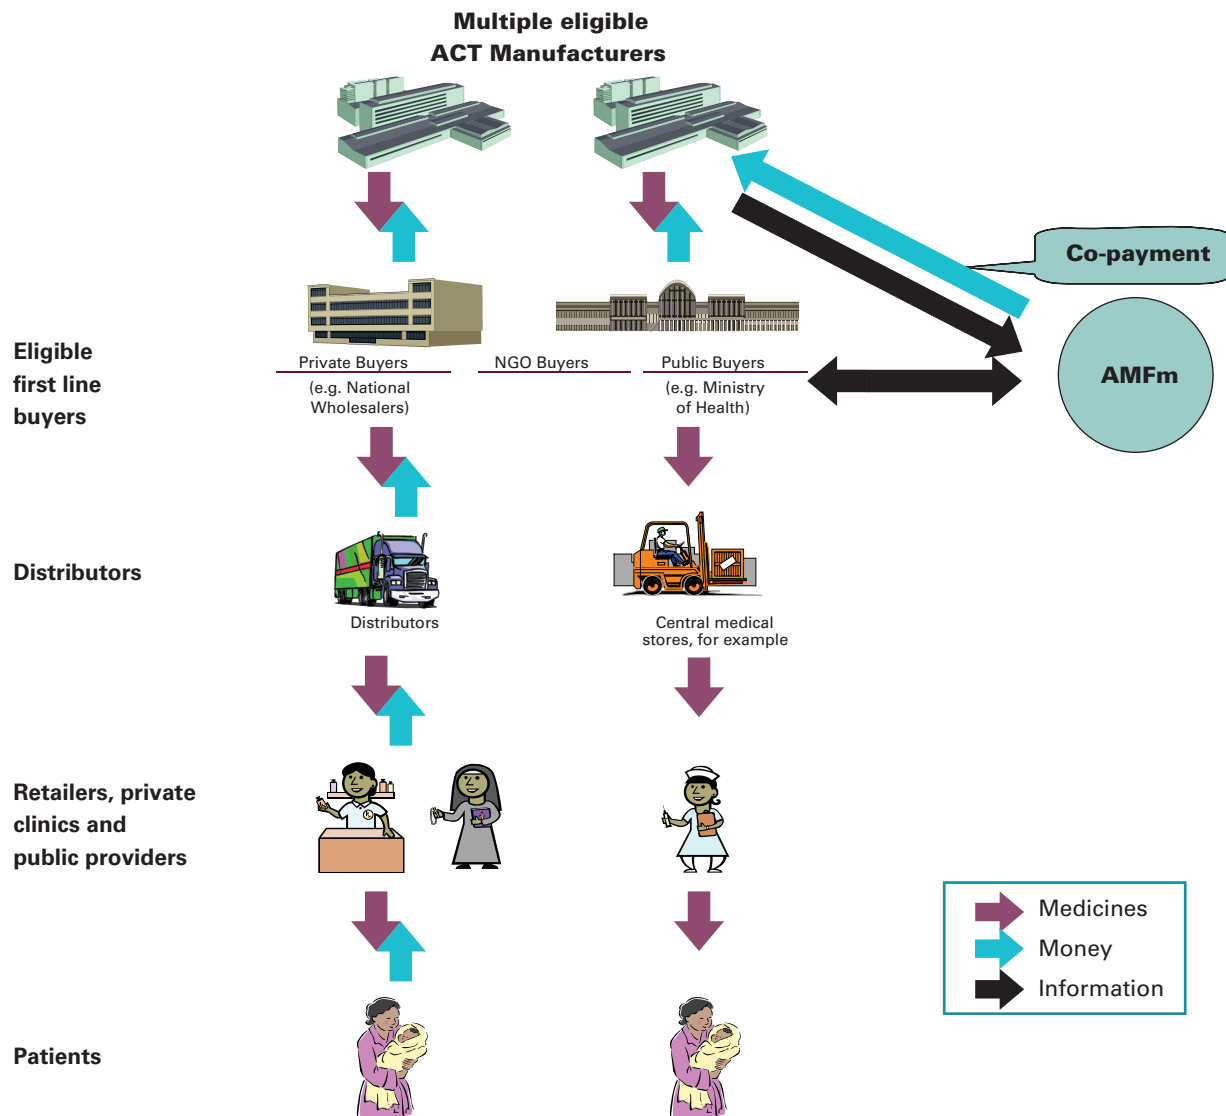 Multiple eligible
ACT Manufacturers
Co-payment
AMFm
Eligible
first line
buyers
Private Buyers
NGO Buyers
Public Buyers
(e.g. National
Wholesalers)
(e.g. Ministry
of Health)
Distributors
Distributors
Central medical
stores, for example
Retailers, private
clinics and
public providers
Medicines
Money
Information
Patients